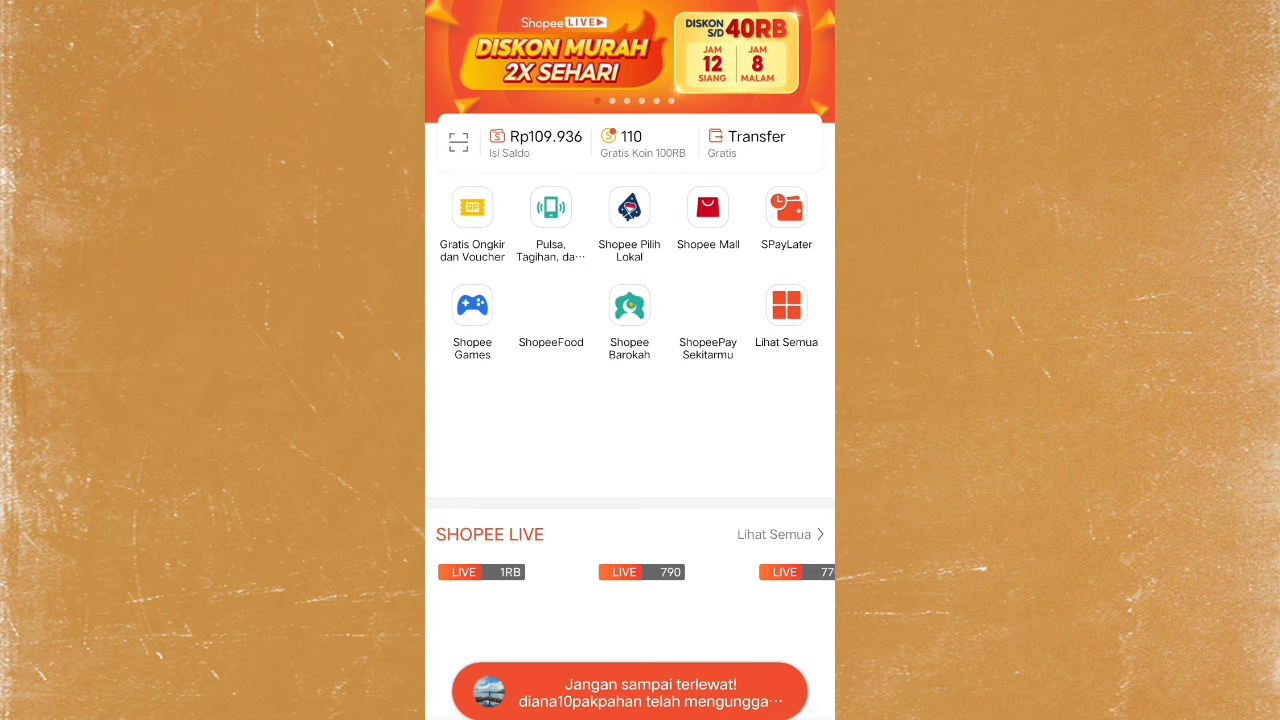 Shopee LIVE
DISKON MURAH
2X SEHARI
DISKON
S/D
40RB
JAM
12
SIANG
JAM
8
MALAM
Rp109.936
Isi Saldo
110
Gratis Koin 100RB
Transfer
Gratis
Gratis Ongkir
dan Voucher
Pulsa,
Tagihan, da…
Shopee Pilih
Lokal
Shopee Mall
SPayLater
Shopee
Games
ShopeeFood
Shopee
Barokah
ShopeePay
Sekitarmu
Lihat Semua
SHOPEE LIVE
Lihat Semua
LIVE 1RB
LIVE 790
LIVE 77
Jangan sampai terlewat!
diana10pakpahan telah mengungga…